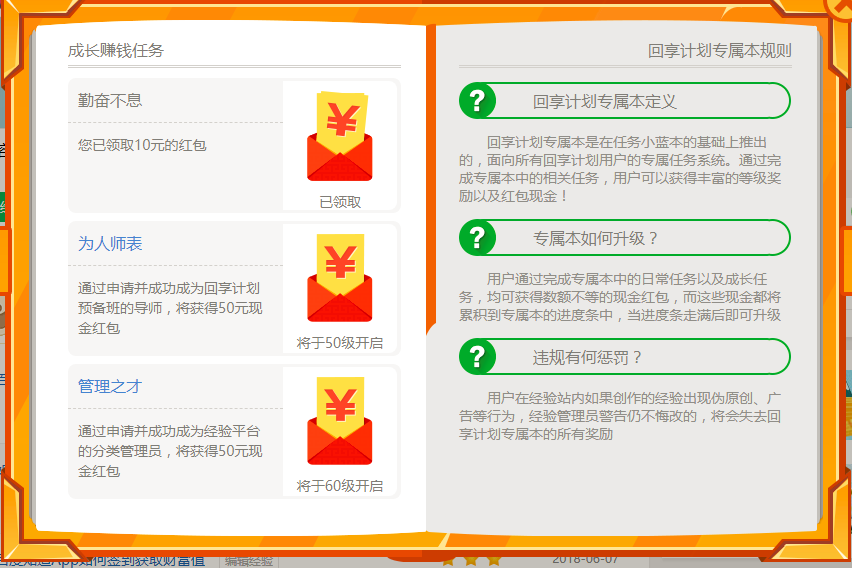 成长赚钱任务
勤奋不息
您已领取10元的红包
¥
已领取
为人师表
通过申请并成功成为回享计划
预备班的导师，将获得50元现
金红包
¥
将于50级开启
管理之才
通过申请并成功成为经验平台
的分类管理员，将获得50元现
金红包
¥
将于60级开启
回享计划专属本规则
? 回享计划专属本定义
回享计划专属本是在任务小蓝本的基础上推出
的，面向所有回享计划用户的专属任务系统。通过完
成专属本中的相关任务，用户可以获得丰富的等级奖
励以及红包现金！
? 专属本如何升级？
用户通过完成专属本中的日常任务以及成长任
务，均可获得数额不等的现金红包，而这些现金都将
累积到专属本的进度条中，当进度条走满后即可升级
? 违规有何惩罚？
用户在经验站内如果创作的经验出现伪原创、广
告等行为，经验管理员警告仍不悔改的，将会失去回
享计划专属本的所有奖励
百度知道App如何签到获取财富值
编辑经验
2018-06-07